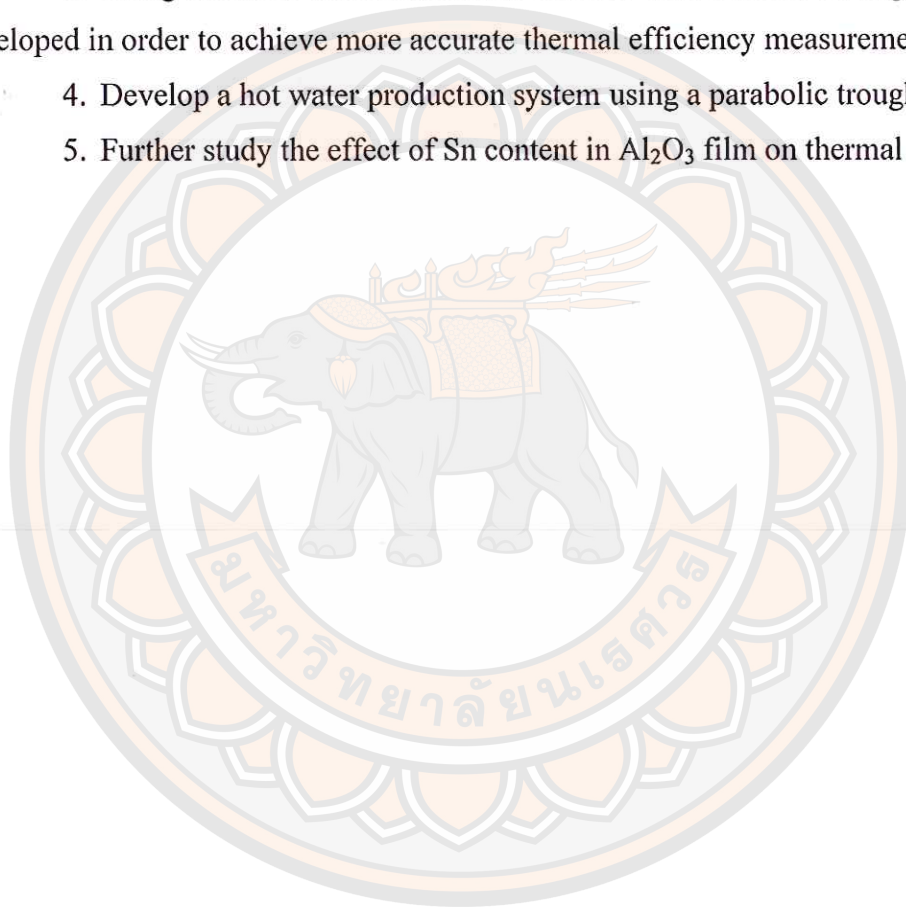 eloped in order to achieve more accurate thermal efficiency measureme
4. Develop a hot water production system using a parabolic troug
5. Further study the effect of Sn content in Al₂O₃ film on thermal
มหาวิทยาลัยนเรศวร